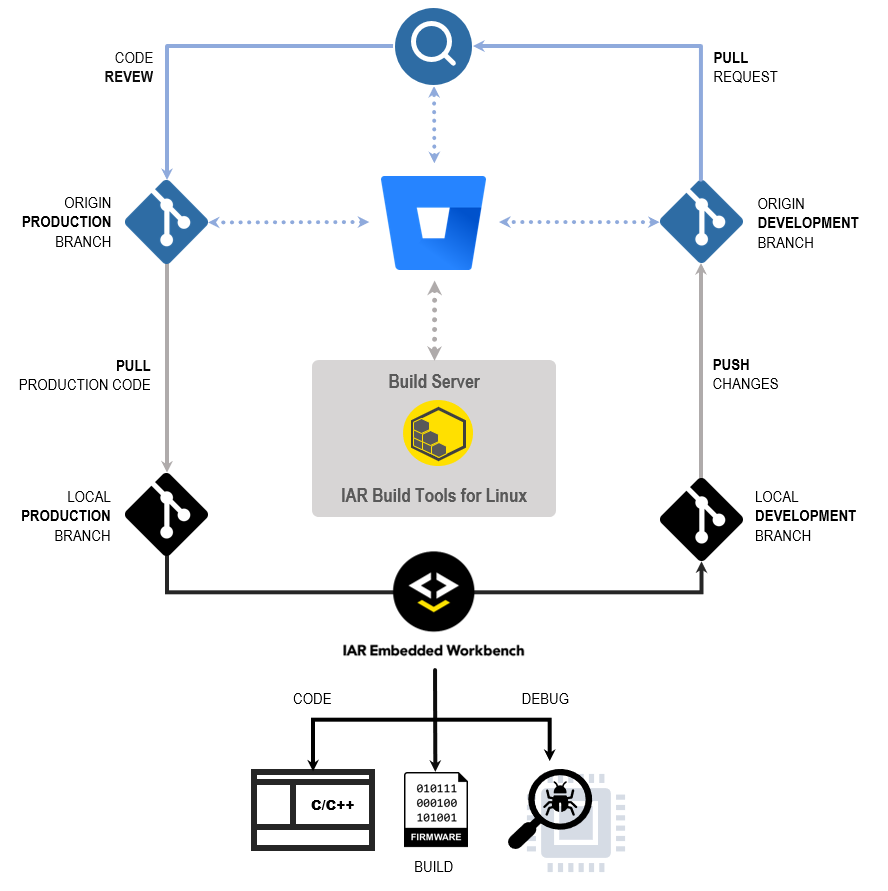 CODE
REVEW
PULL
REQUEST
ORIGIN
PRODUCTION
BRANCH
ORIGIN
DEVELOPMENT
BRANCH
PULL
PRODUCTION CODE
Build Server
IAR Build Tools for Linux
PUSH
CHANGES
LOCAL
PRODUCTION
BRANCH
LOCAL
DEVELOPMENT
BRANCH
IAR Embedded Workbench
CODE
DEBUG
C/C++
010111
000100
101001
FIRMWARE
BUILD